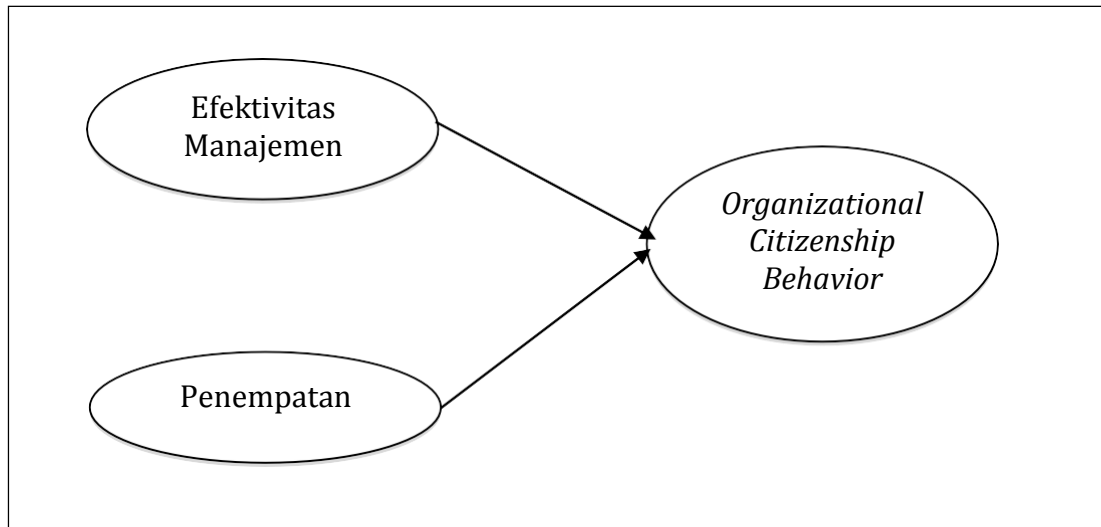 Efektivitas
Manajemen
Organizational
Citizenship
Behavior
Penempatan